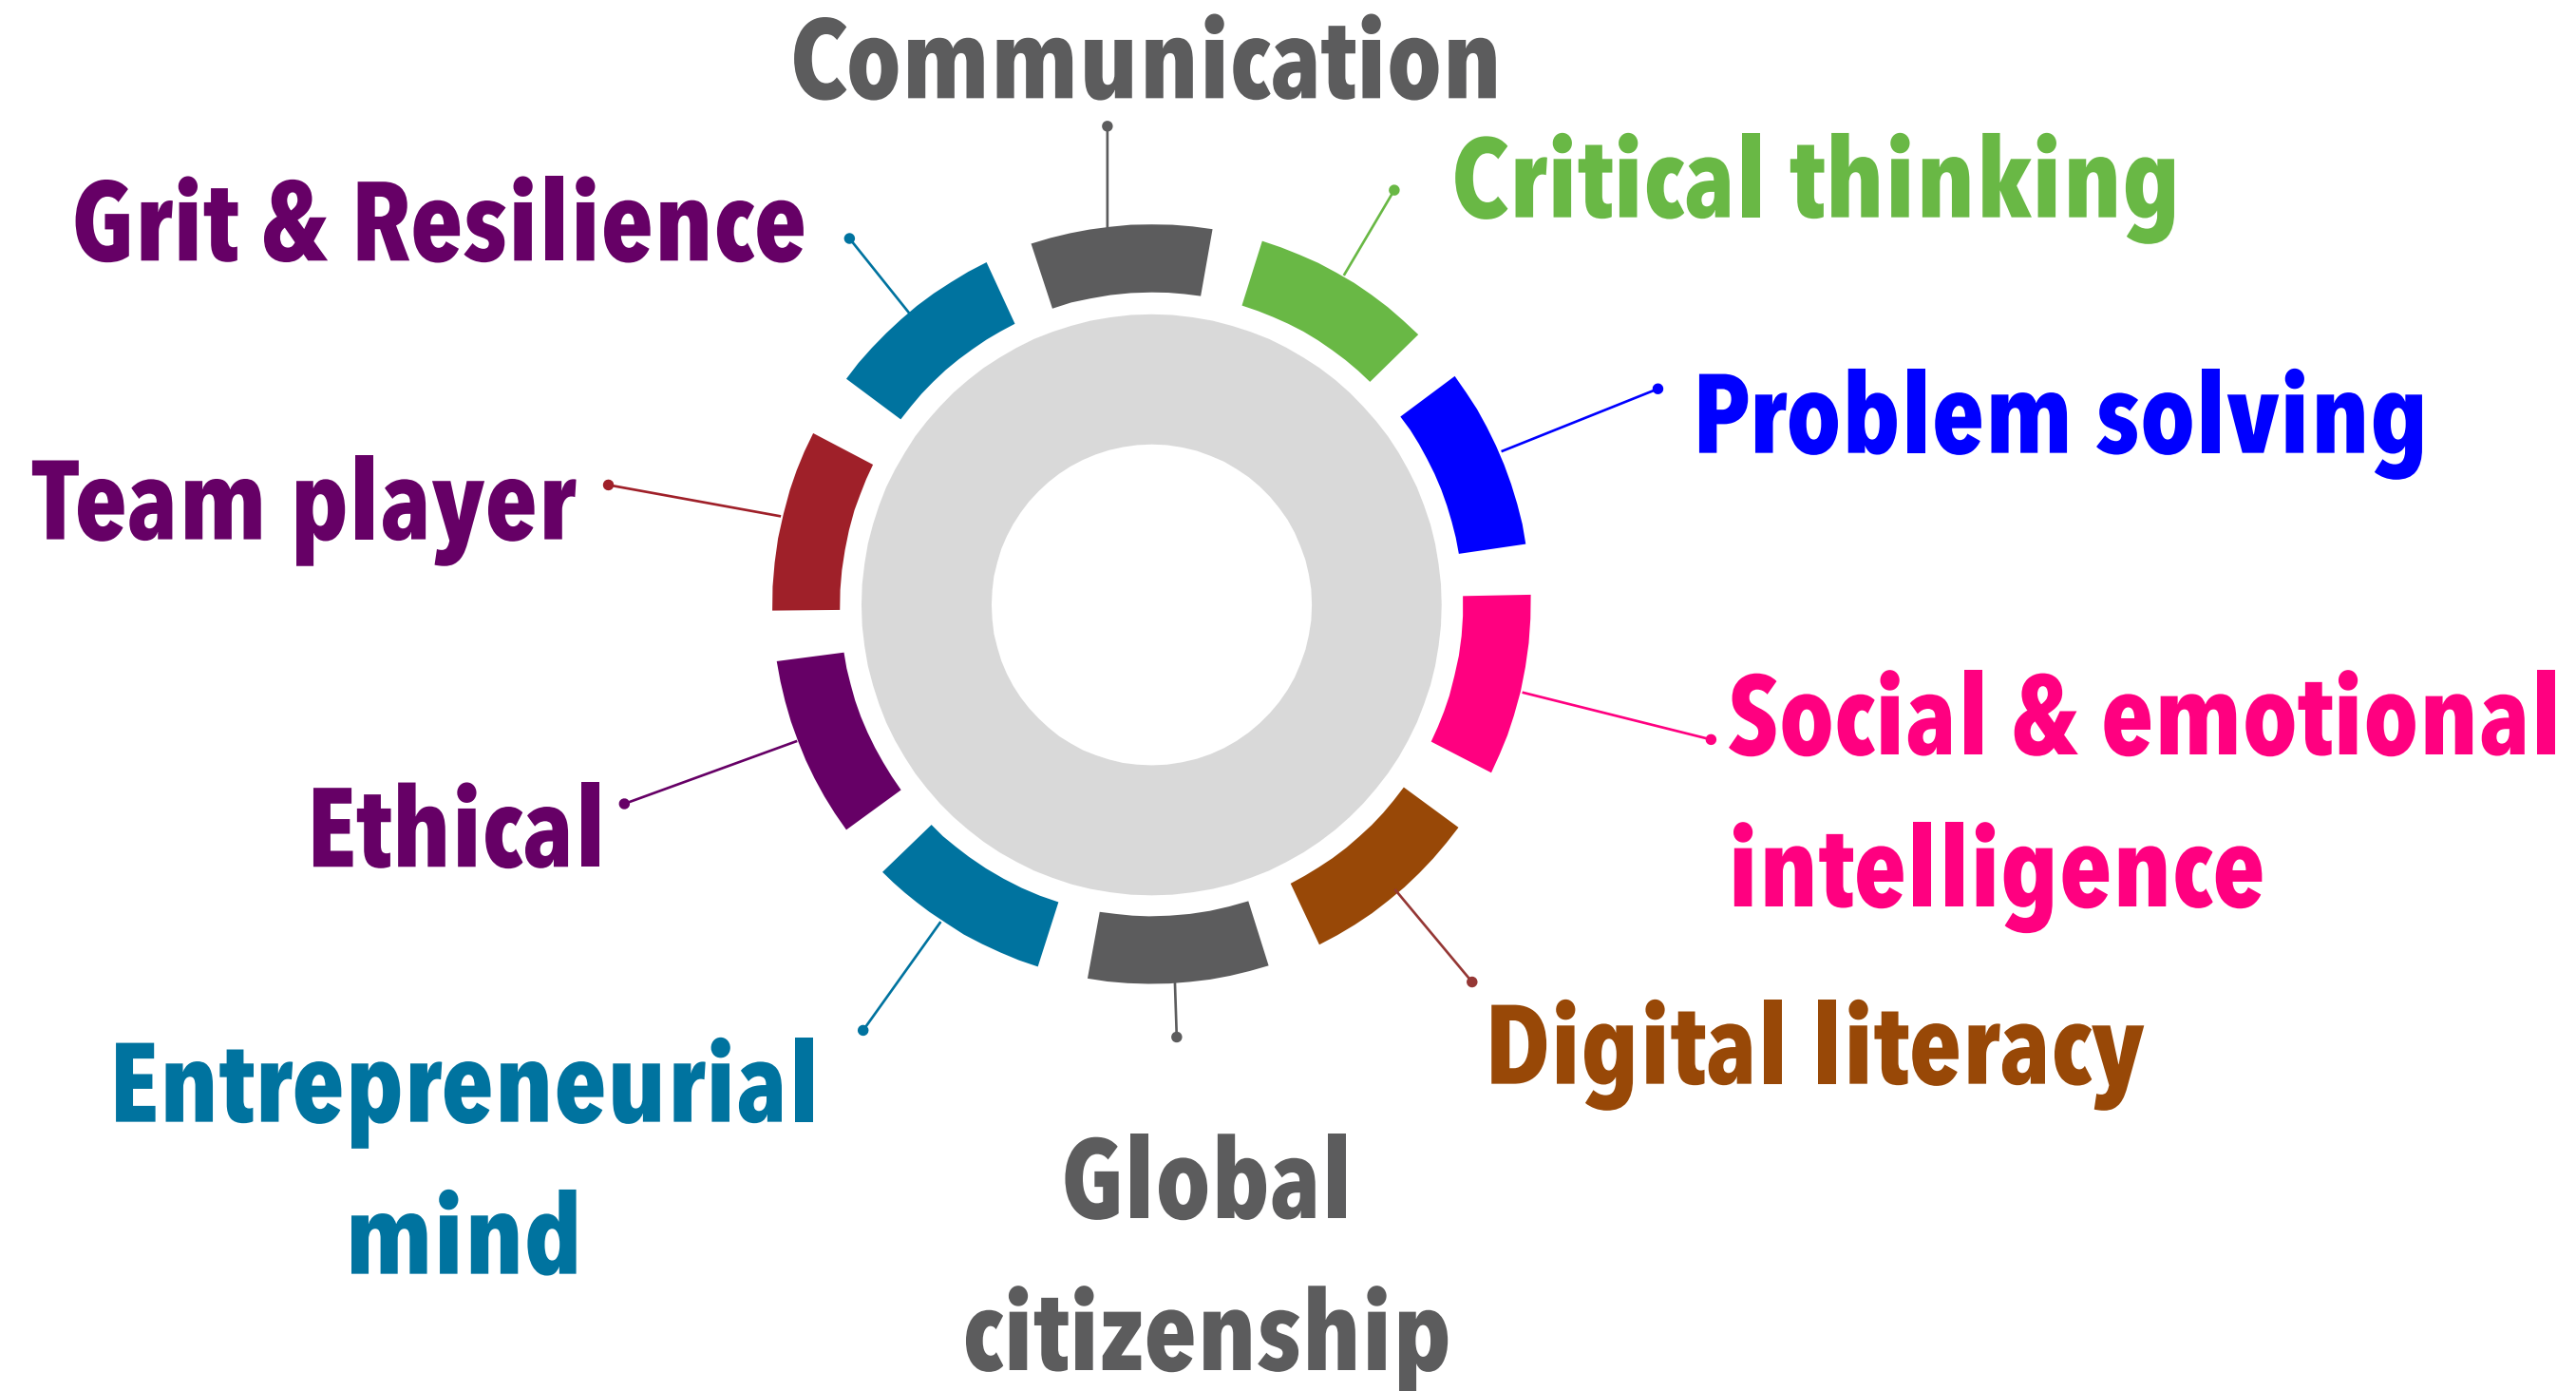 Communication
Critical thinking
Grit & Resilience
Problem solving
Team player
Social & emotional
intelligence
Ethical
Digital literacy
Entrepreneurial
mind
Global
citizenship